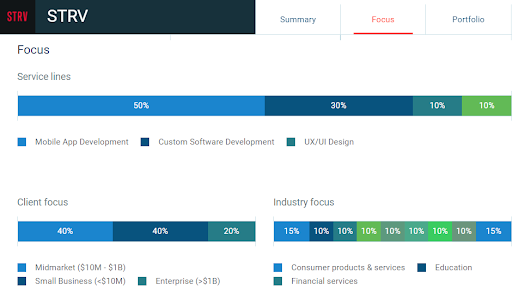 STRV STRV Summary Focus Portfolio
Focus
Service lines
50% 30% 10% 10%
Mobile App Development Custom Software Development UX/UI Design
Client focus Industry focus
40% 40% 20% 15% 10% 10% 10% 10% 10% 10% 10% 15%
Midmarket ($10M - $1B) Consumer products & services Education
Small Business (<$10M) Enterprise (>$1B) Financial services